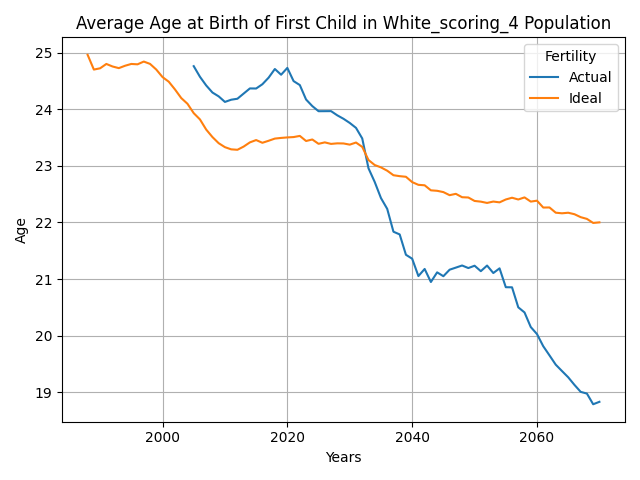 Average Age at Birth of First Child in White_scoring_4 Population
Fertility
Actual
Ideal
25
24
23
22
21
20
19
Age
2000 2020 2040 2060
Years